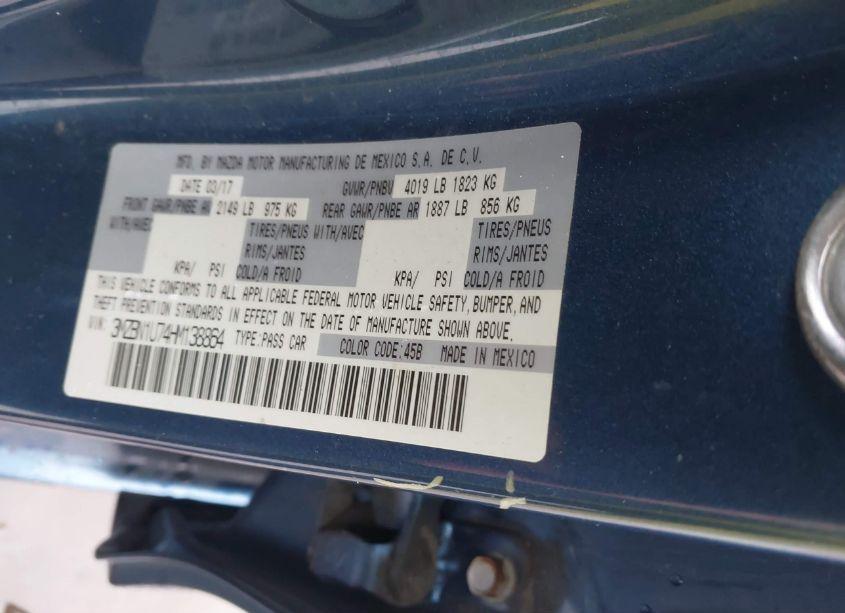 MFD. BY MAZDA MOTOR MANUFACTURING DE MEXICO S.A. DE C.V.
DATE 03/17 GVWR/PNBV 4019 LB 1823 KG
FRONT GAWR/PNBE AV 2149 LB 975 KG REAR GAWR/PNBE AR 1887 LB 856 KG
WITH/AVEC TIRES/PNEUS WITH/AVEC TIRES/PNEUS
RIMS/JANTES RIMS/JANTES
KPA/ PSI COLD/A FROID KPA/ PSI COLD/A FROID
THIS VEHICLE CONFORMS TO ALL APPLICABLE FEDERAL MOTOR VEHICLE SAFETY, BUMPER, AND
THEFT PREVENTION STANDARDS IN EFFECT ON THE DATE OF MANUFACTURE SHOWN ABOVE.
VIN: TYPE:PASS CAR COLOR CODE:45B MADE IN MEXICO